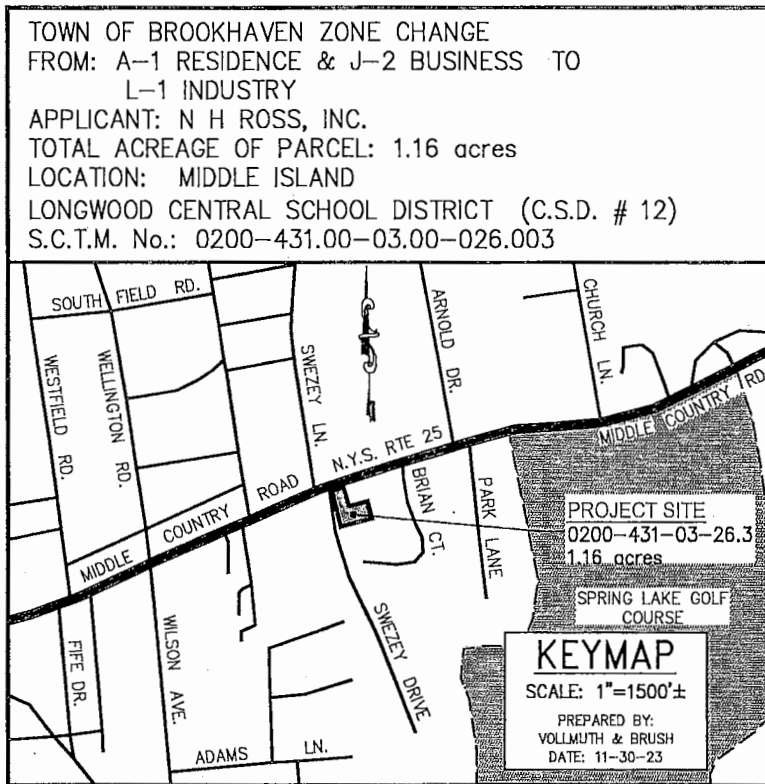 TOWN OF BROOKHAVEN ZONE CHANGE
FROM: A-1 RESIDENCE & J-2 BUSINESS TO
L-1 INDUSTRY
APPLICANT: N H ROSS, INC.
TOTAL ACREAGE OF PARCEL: 1.16 acres
LOCATION: MIDDLE ISLAND
LONGWOOD CENTRAL SCHOOL DISTRICT (C.S.D. # 12)
S.C.T.M. No.: 0200-431.00-03.00-026.003
SOUTH FIELD RD.
WESTFIELD RD.
WELLINGTON RD.
SWEZEY LN.
ARNOLD DR.
CHURCH LN.
MIDDLE COUNTRY RD.
N.Y.S. RTE 25
MIDDLE COUNTRY ROAD
BRIAN CT.
PARK LANE
PROJECT SITE
0200-431-03-26.3
1.16 acres
SPRING LAKE GOLF
COURSE
FIFE DR.
WILSON AVE.
SWEZEY DRIVE
ADAMS LN.
KEYMAP
SCALE: 1"=1500'±
PREPARED BY:
VOLLMUTH & BRUSH
DATE: 11-30-23